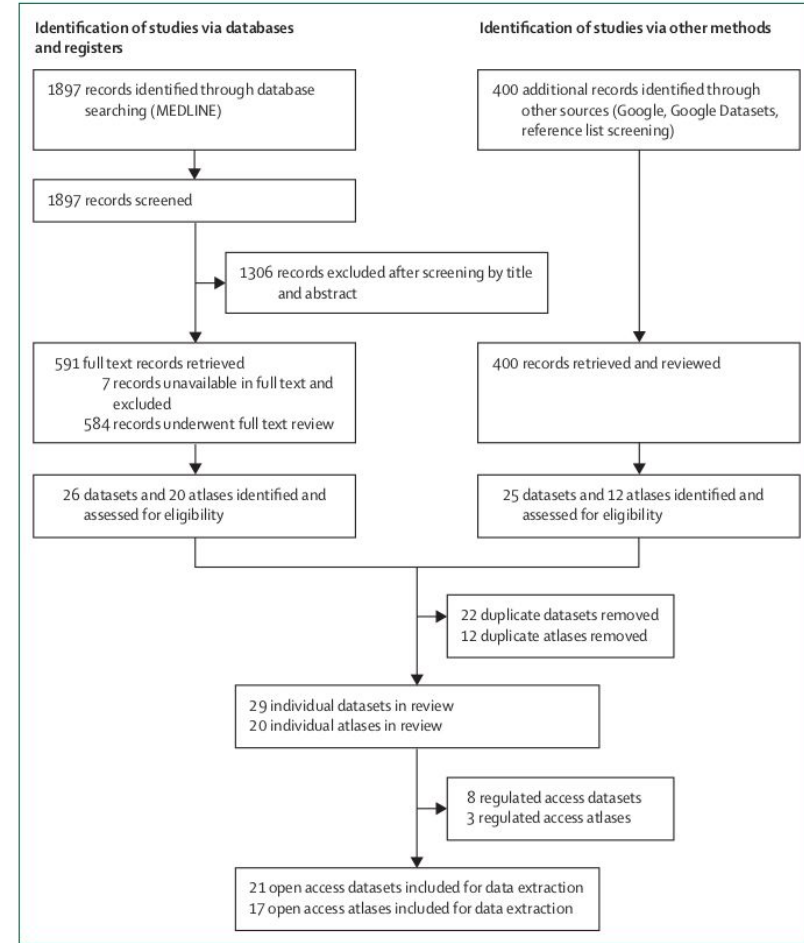 Identification of studies via databases
and registers
Identification of studies via other methods
1897 records identified through database
searching (MEDLINE)
400 additional records identified through
other sources (Google, Google Datasets,
reference list screening)
1897 records screened
1306 records excluded after screening by title
and abstract
591 full text records retrieved
7 records unavailable in full text and
excluded
584 records underwent full text review
400 records retrieved and reviewed
26 datasets and 20 atlases identified and
assessed for eligibility
25 datasets and 12 atlases identified and
assessed for eligibility
22 duplicate datasets removed
12 duplicate atlases removed
29 individual datasets in review
20 individual atlases in review
8 regulated access datasets
3 regulated access atlases
21 open access datasets included for data extraction
17 open access atlases included for data extraction